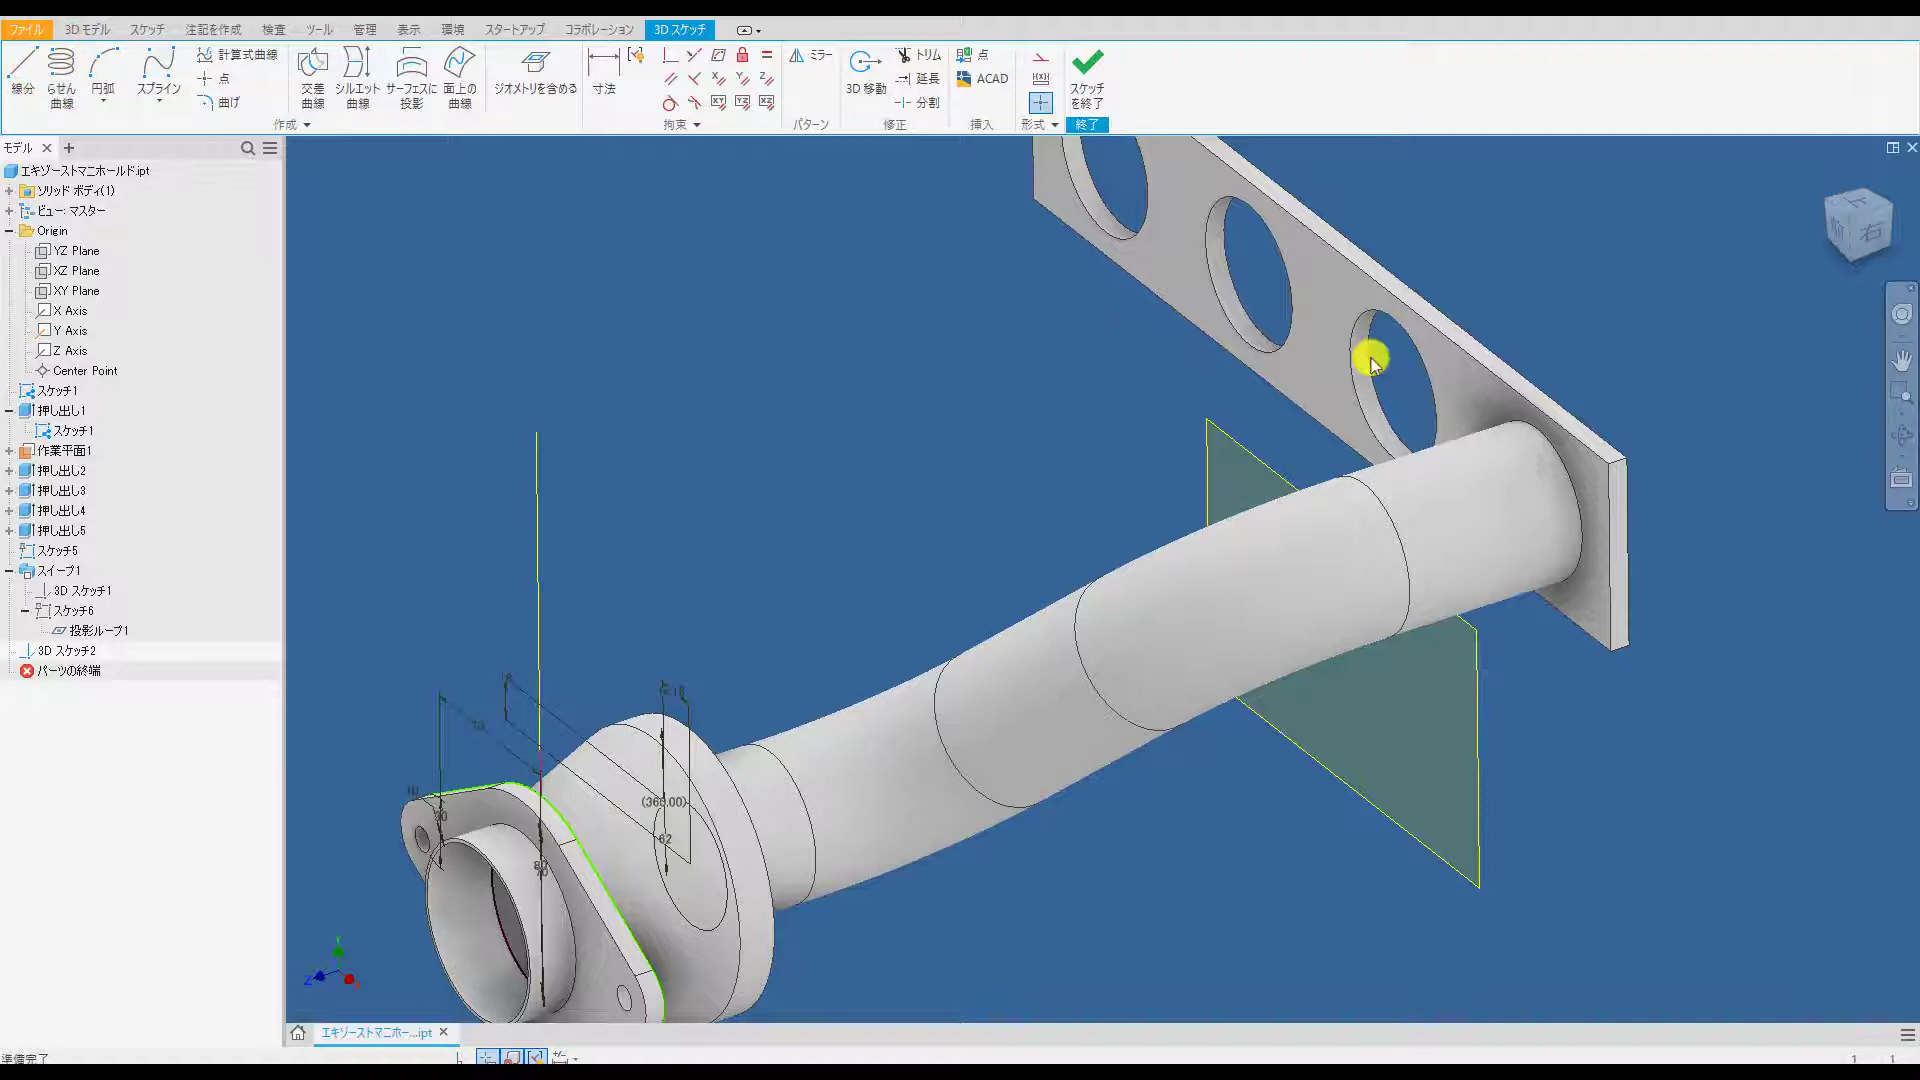 ファイル 3Dモデル スケッチ 注記を作成 検査 ツール 管理 表示 環境 スタートアップ コラボレーション 3D スケッチ
線分
らせん
曲線
円弧
スプライン
計算式曲線
点
曲げ
交差
曲線
シルエット
曲線
サーフェスに
投影
面上の
曲線
ジオメトリを含める
寸法
ミラー
3D 移動
トリム
延長
分割
点
ACAD
スケッチ
を終了
作成 拘束 パターン 修正 挿入 形式 終了
モデル
エキゾーストマニホールド.ipt
ソリッド ボディ(1)
ビュー: マスター
Origin
YZ Plane
XZ Plane
XY Plane
X Axis
Y Axis
Z Axis
Center Point
スケッチ1
押し出し1
スケッチ1
作業平面1
押し出し2
押し出し3
押し出し4
押し出し5
スケッチ5
スイープ1
3D スケッチ1
スケッチ6
投影ループ1
3D スケッチ2
パーツの終端
上
前
右
(360.00)
62
30
70
Z
エキゾーストマニホー...ipt
準備完了
1 1